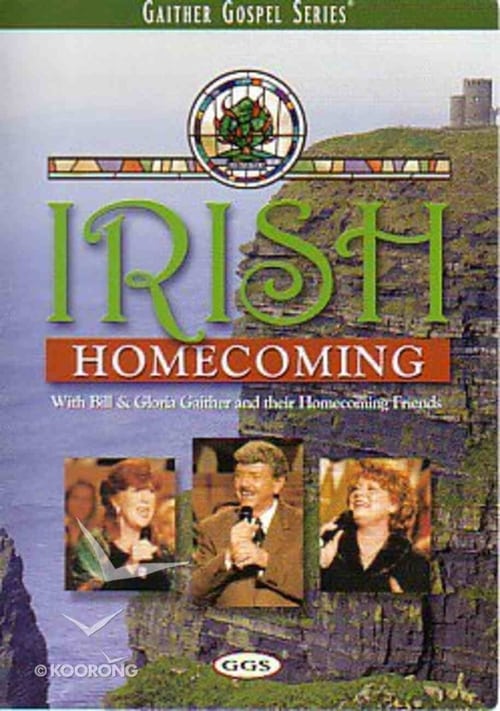 GAITHER GOSPEL SERIES®
IRISH
HOMECOMING
With Bill & Gloria Gaither and their Homecoming Friends
© KOORONG
GGS